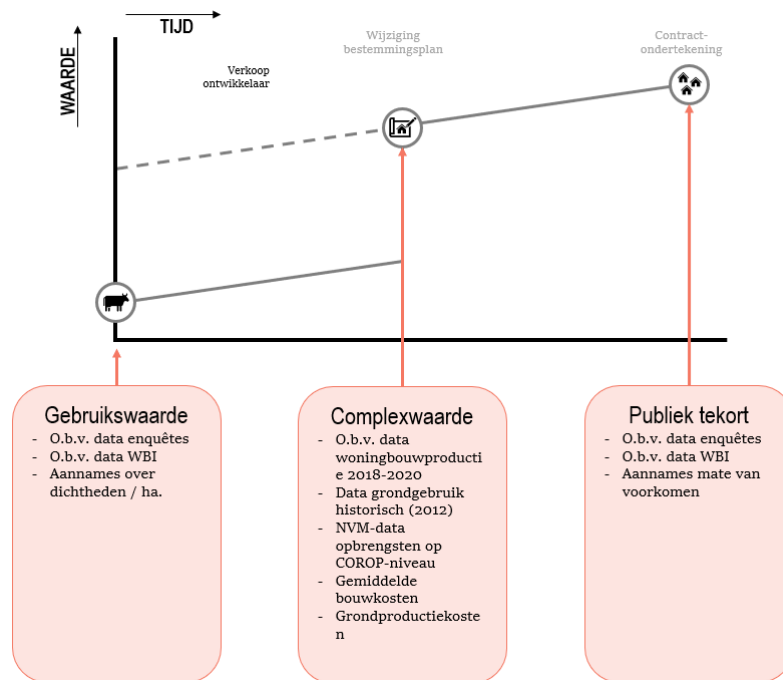 TIJD
WAARDE
Verkoop
ontwikkelaar
Wijziging
bestemmingsplan
Contract-
ondertekening
Gebruikswaarde
- O.b.v. data enquêtes
- O.b.v. data WBI
- Aannames over
dichtheden / ha.
Complexwaarde
- O.b.v. data
woningbouwproducti
e 2018-2020
- Data grondgebruik
historisch (2012)
- NVM-data
opbrengsten op
COROP-niveau
- Gemiddelde
bouwkosten
- Grondproductiekoste
n
Publiek tekort
- O.b.v. data enquêtes
- O.b.v. data WBI
- Aannames mate van
voorkomen